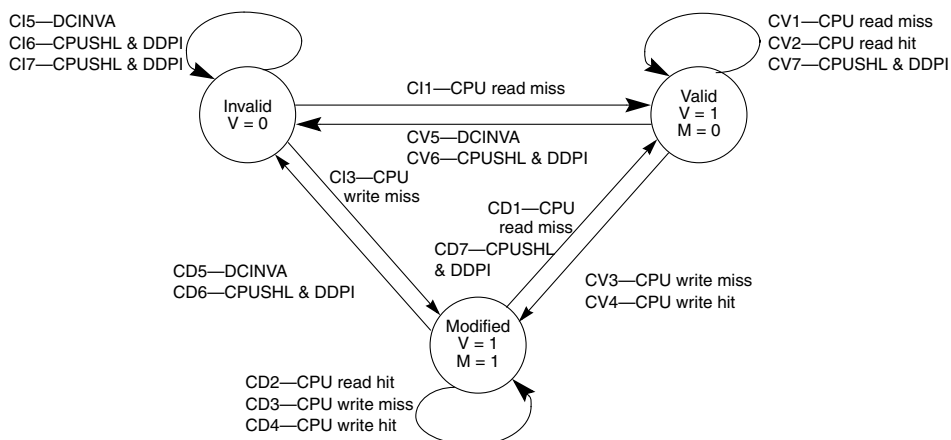 CI5—DCINVA
CI6—CPUSHL & DDPI
CI7—CPUSHL & DDPI
CV1—CPU read miss
CV2—CPU read hit
CV7—CPUSHL & DDPI
Invalid
V = 0
CI1—CPU read miss
Valid
V = 1
M = 0
CV5—DCINVA
CV6—CPUSHL & DDPI
CI3—CPU
write miss
CD1—CPU
read miss
CD7—CPUSHL
& DDPI
CD5—DCINVA
CD6—CPUSHL & DDPI
CV3—CPU write miss
CV4—CPU write hit
Modified
V = 1
M = 1
CD2—CPU read hit
CD3—CPU write miss
CD4—CPU write hit